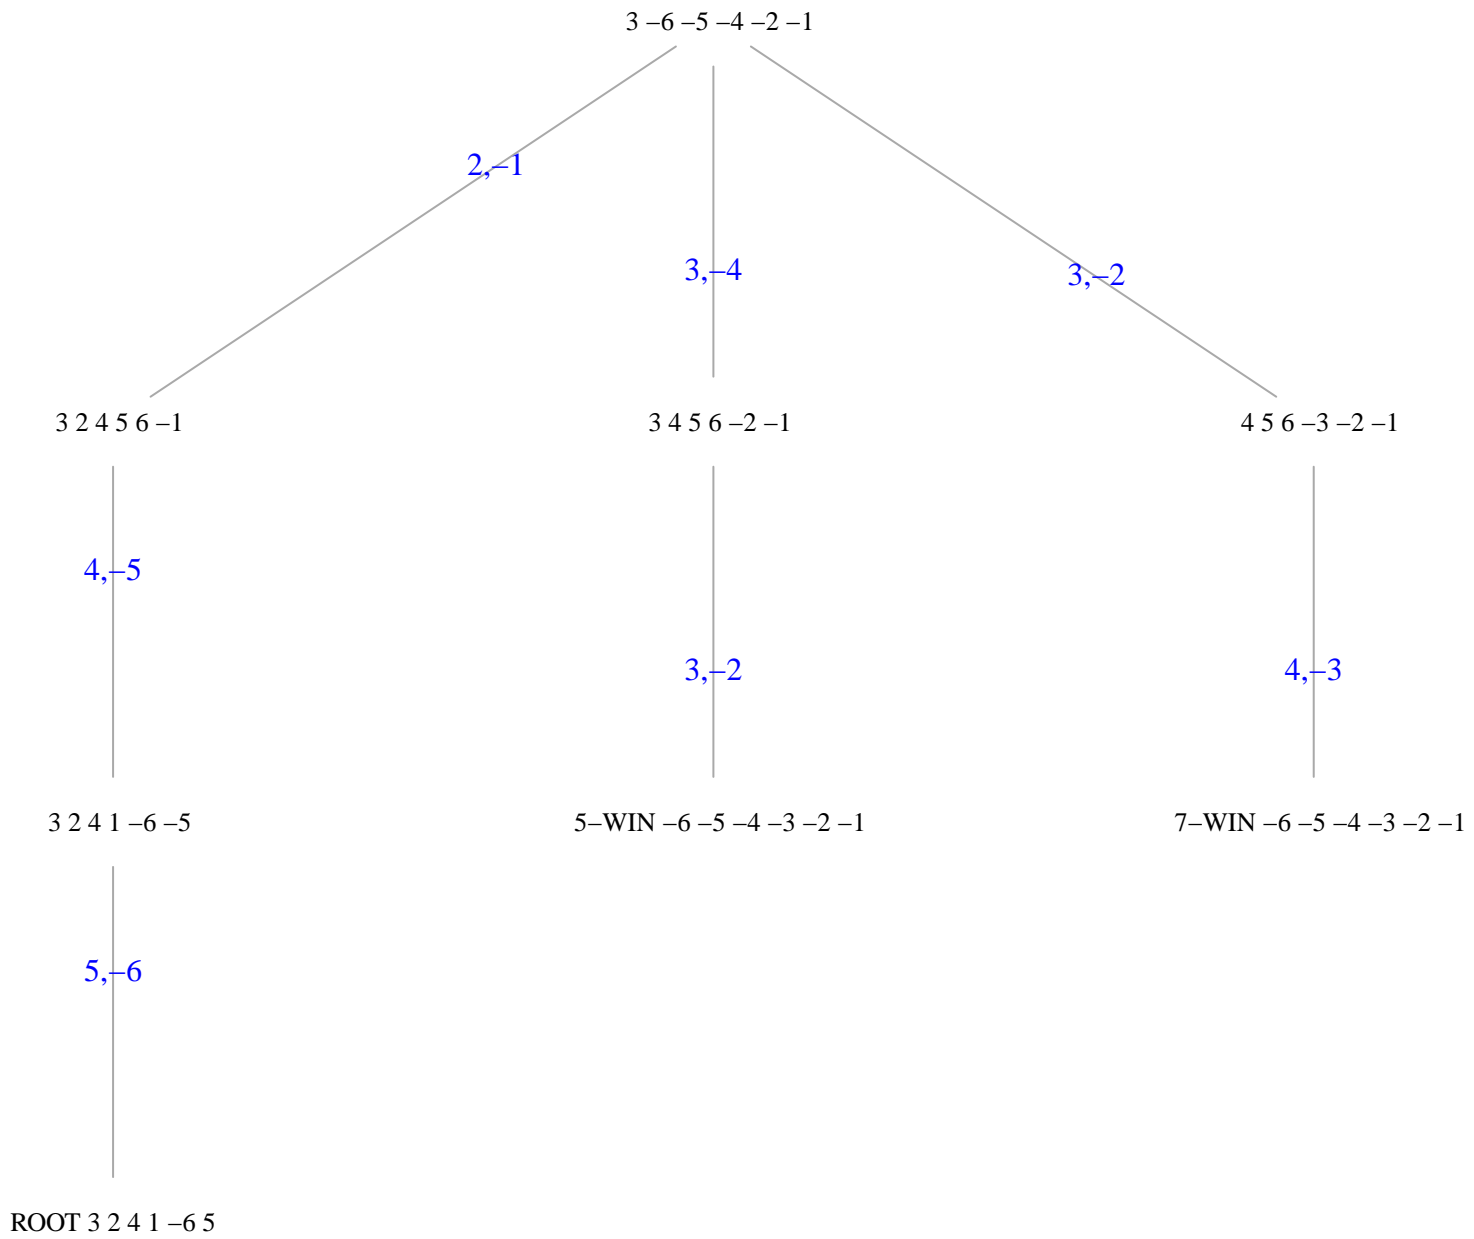 3 –6 –5 –4 –2 –1
2,–1
3,–4
3,–2
3 2 4 5 6 –1
3 4 5 6 –2 –1
4 5 6 –3 –2 –1
4,–5
3,–2
4,–3
3 2 4 1 –6 –5
5–WIN –6 –5 –4 –3 –2 –1
7–WIN –6 –5 –4 –3 –2 –1
5,–6
ROOT 3 2 4 1 –6 5